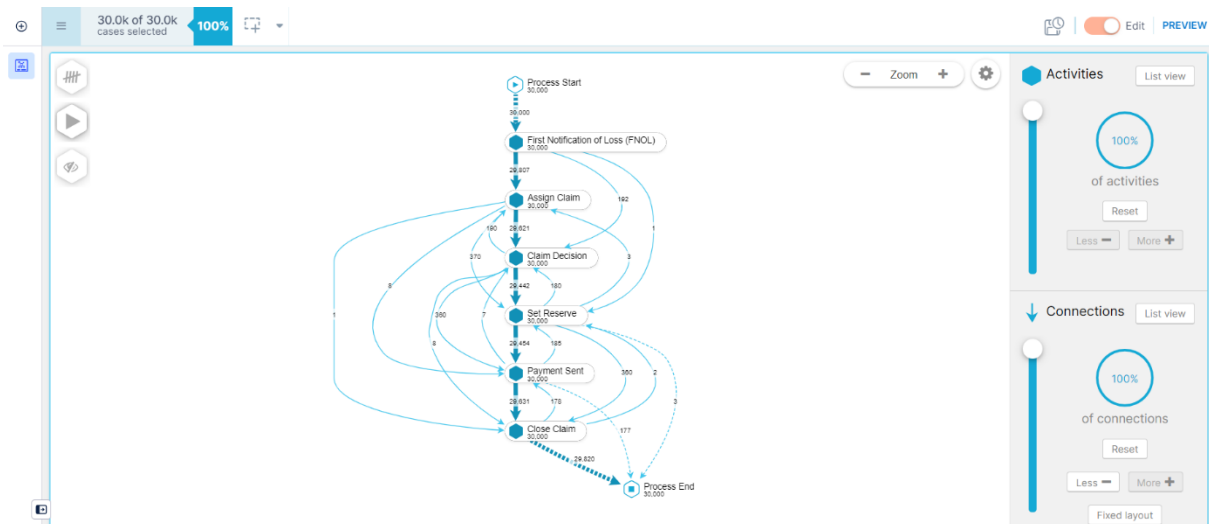 30.0k of 30.0k
cases selected
100%
Edit
PREVIEW
Zoom
Process Start
30,000
30,000
First Notification of Loss (FNOL)
30,000
29,807
192
1
Assign Claim
30,000
190
29,621
370
3
Claim Decision
30,000
29,442
180
8
1
360
7
8
Set Reserve
30,000
29,454
185
360
2
3
Payment Sent
30,000
29,631
178
177
Close Claim
30,000
29,820
Process End
30,000
Activities
List view
100%
of activities
Reset
Less
More
Connections
List view
100%
of connections
Reset
Less
More
Fixed layout